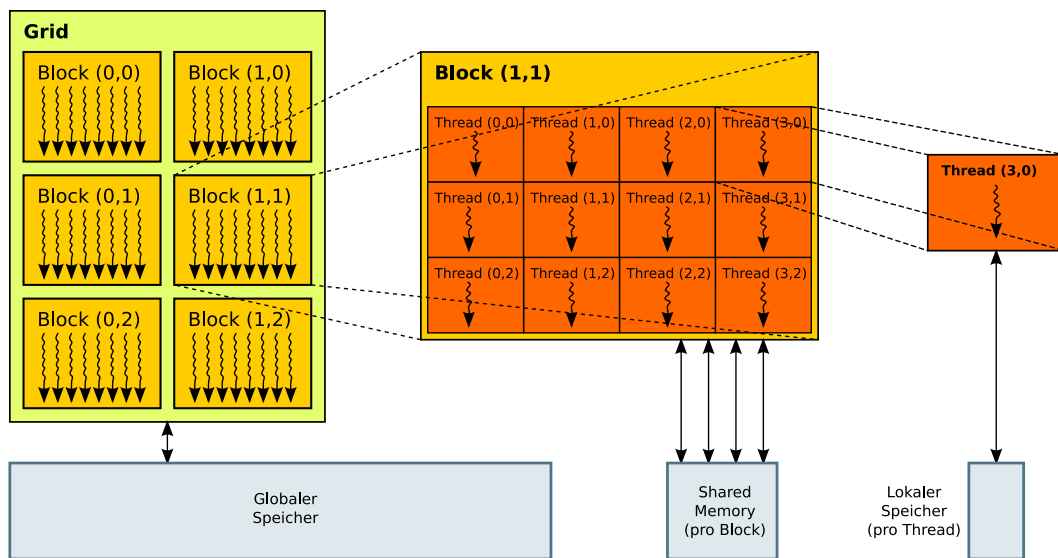 Grid
Block (0,0)
Block (1,0)
Block (0,1)
Block (1,1)
Block (0,2)
Block (1,2)
Block (1,1)
Thread (0,0)
Thread (1,0)
Thread (2,0)
Thread (3,0)
Thread (0,1)
Thread (1,1)
Thread (2,1)
Thread (3,1)
Thread (0,2)
Thread (1,2)
Thread (2,2)
Thread (3,2)
Thread (3,0)
Globaler
Speicher
Shared
Memory
(pro Block)
Lokaler
Speicher
(pro Thread)